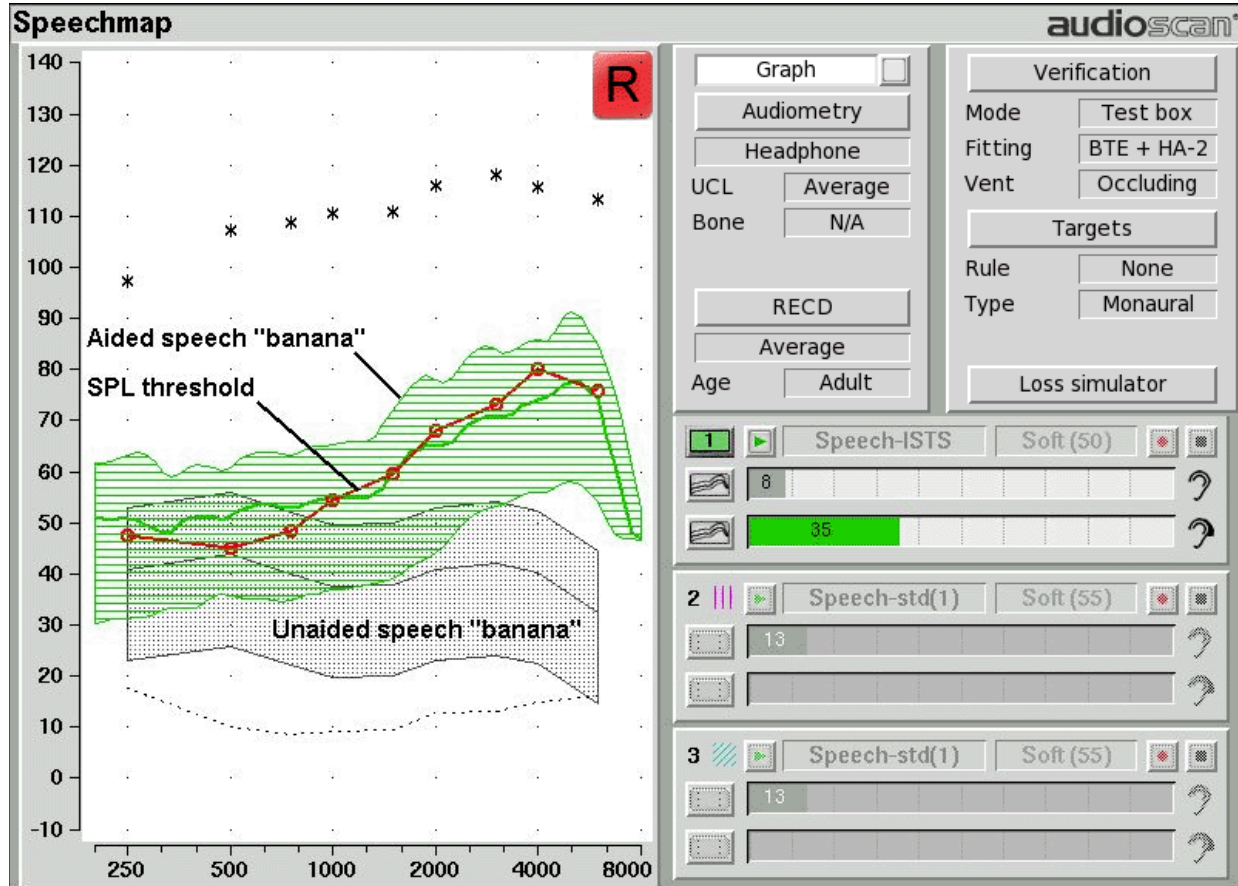 Speechmap
audioscan
140
130
120
110
100
90
80
70
60
50
40
30
20
10
0
-10
250 500 1000 2000 4000 8000
R
Aided speech "banana"
SPL threshold
Unaided speech "banana"
Graph
Audiometry
Headphone
UCL Average
Bone N/A
RECD
Average
Age Adult
Verification
Mode Test box
Fitting BTE + HA-2
Vent Occluding
Targets
Rule None
Type Monaural
Loss simulator
1 Speech-ISTS Soft (50)
8
35
2 Speech-std(1) Soft (55)
13
3 Speech-std(1) Soft (55)
13